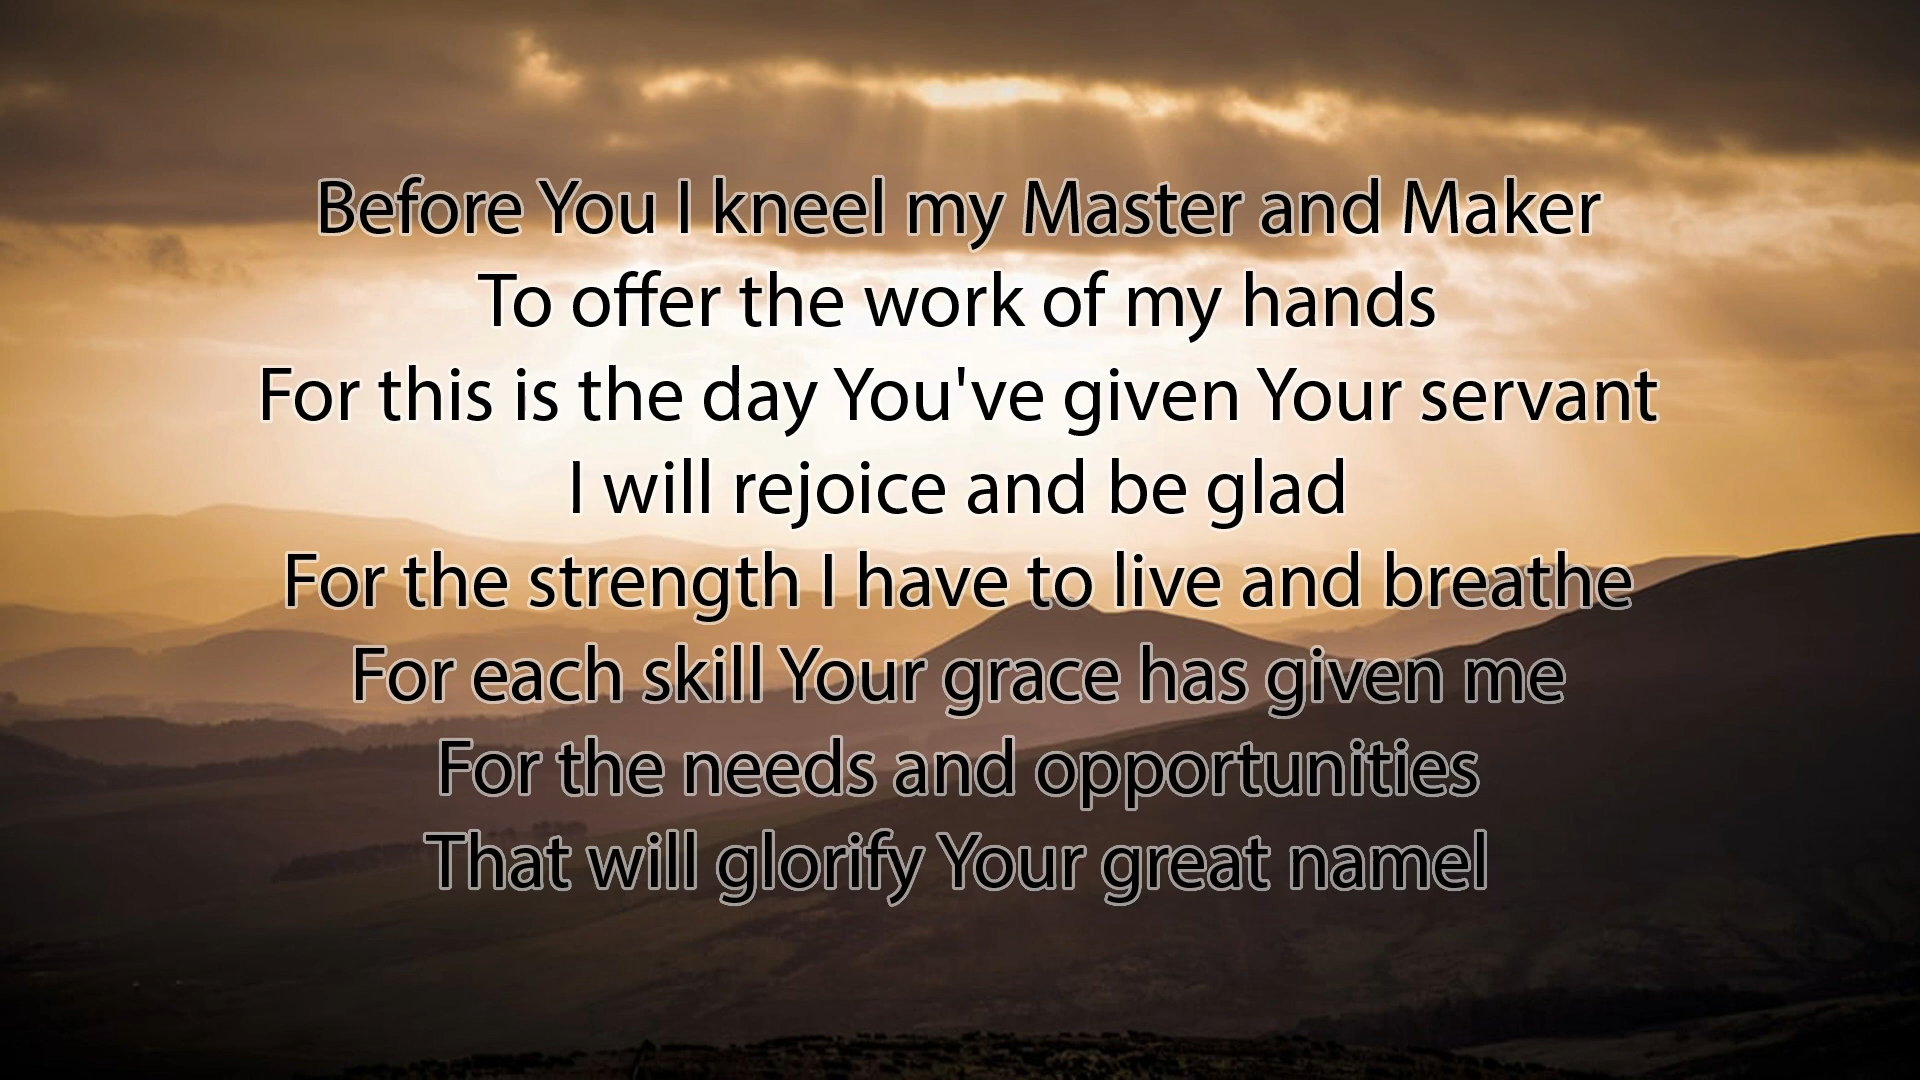 Before You I kneel my Master and Maker
To offer the work of my hands
For this is the day You've given Your servant
I will rejoice and be glad
For the strength I have to live and breathe
For each skill Your grace has given me
For the needs and opportunities
That will glorify Your great namel